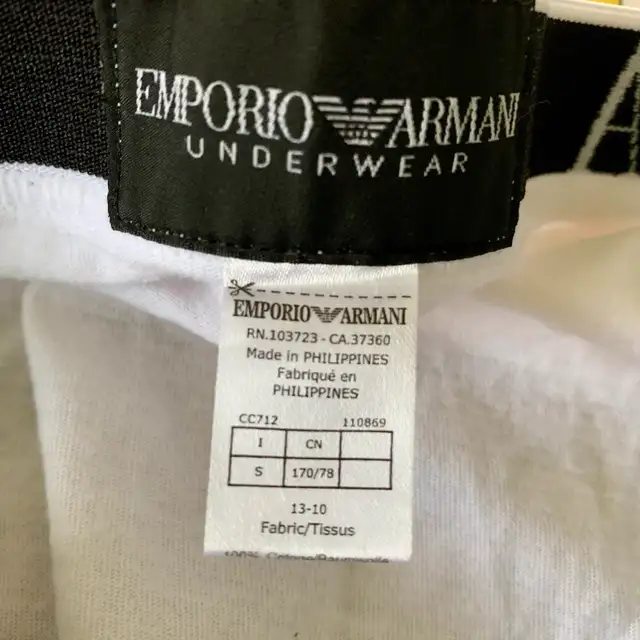 EMPORIO ARMANI
UNDERWEAR
EMPORIO ARMANI
RN.103723 - CA.37360
Made in PHILIPPINES
Fabriqué en
PHILIPPINES
CC712 110869
I CN
S 170/78
13-10
Fabric/Tissus
100%